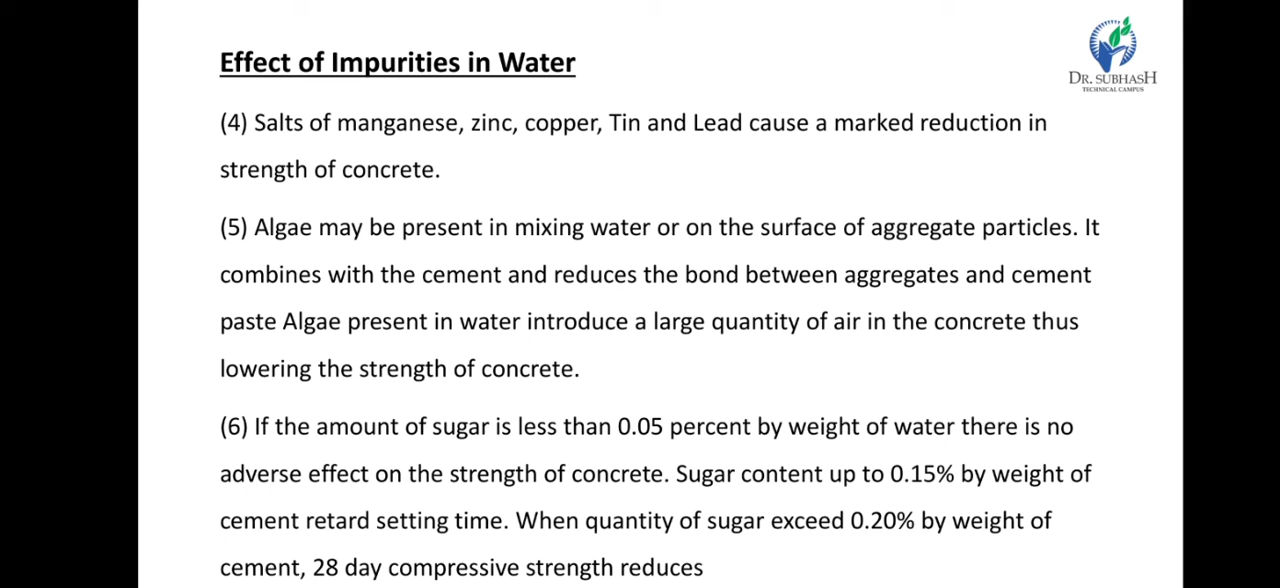 Effect of Impurities in Water
DR. SUBHASH
TECHNICAL CAMPUS
(4) Salts of manganese, zinc, copper, Tin and Lead cause a marked reduction in
strength of concrete.
(5) Algae may be present in mixing water or on the surface of aggregate particles. It
combines with the cement and reduces the bond between aggregates and cement
paste Algae present in water introduce a large quantity of air in the concrete thus
lowering the strength of concrete.
(6) If the amount of sugar is less than 0.05 percent by weight of water there is no
adverse effect on the strength of concrete. Sugar content up to 0.15% by weight of
cement retard setting time. When quantity of sugar exceed 0.20% by weight of
cement, 28 day compressive strength reduces